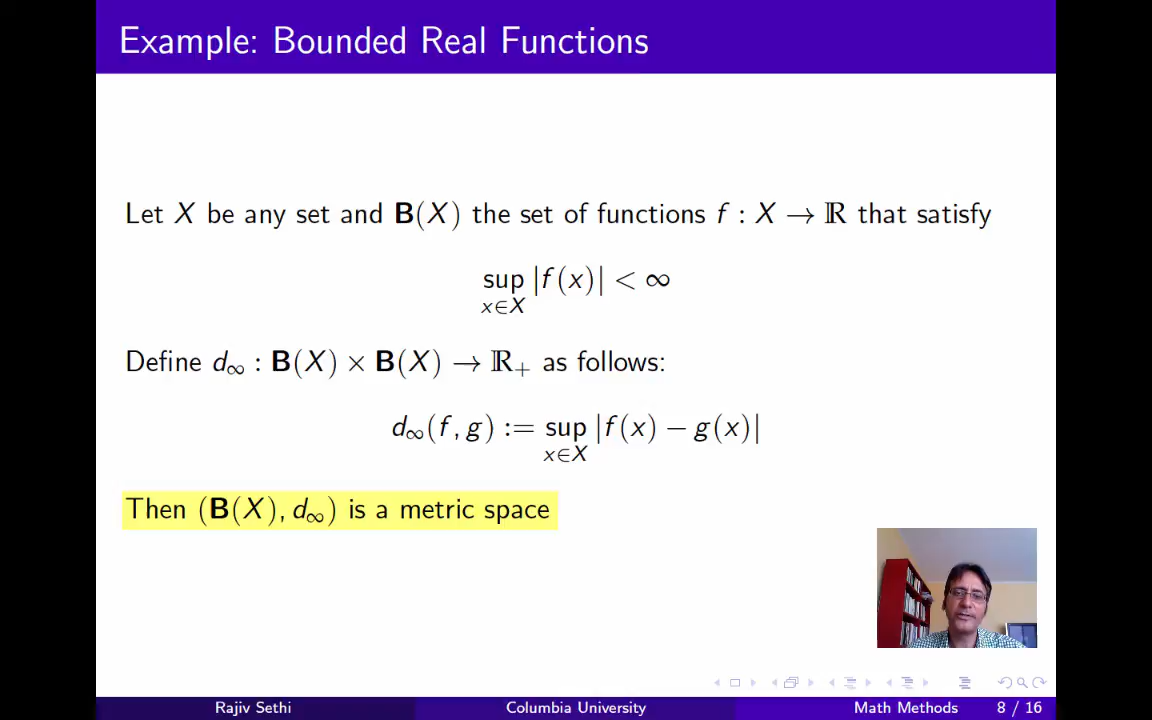 Example: Bounded Real Functions
Let X be any set and B(X) the set of functions f : X → ℝ that satisfy
sup |f(x)| < ∞
x∈X
Define d∞ : B(X) × B(X) → ℝ₊ as follows:
d∞(f, g) := sup |f(x) − g(x)|
x∈X
Then (B(X), d∞) is a metric space
Rajiv Sethi Columbia University Math Methods 8 / 16